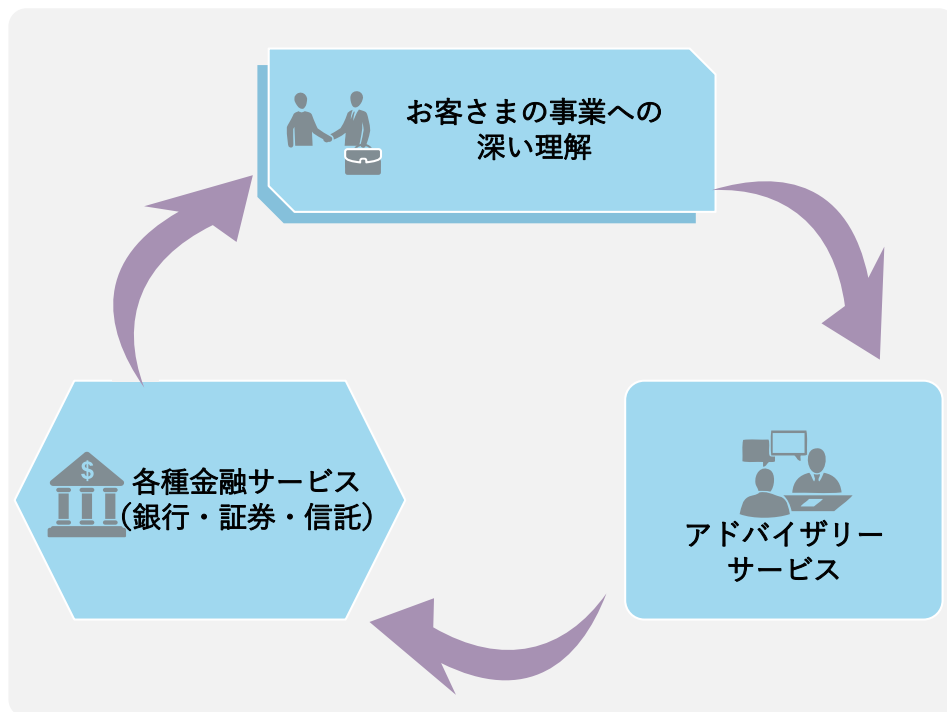 お客さまの事業への
深い理解
$
各種金融サービス
（銀行・証券・信託）
アドバイザリー
サービス